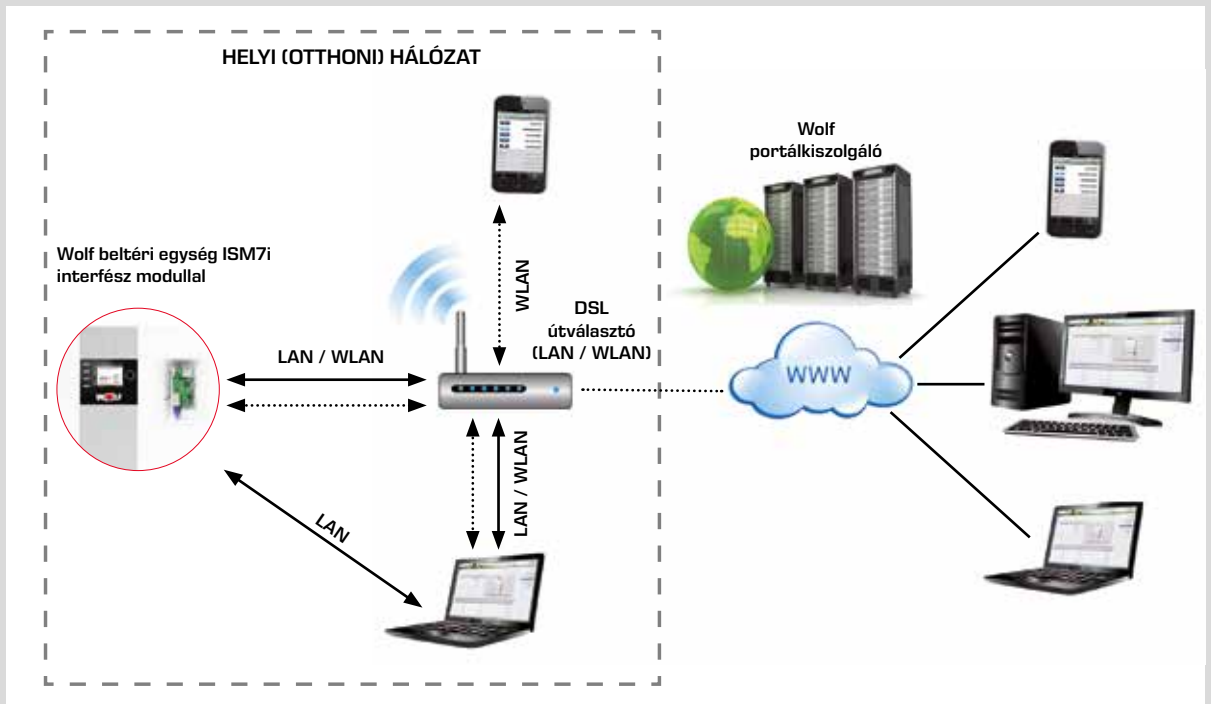 HELYI (OTTHONI) HÁLÓZAT
Wolf
portálkiszolgáló
Wolf beltéri egység ISM7i
interfész modullal
WLAN
DSL
útválasztó
(LAN / WLAN)
LAN / WLAN
WWW
LAN / WLAN
LAN